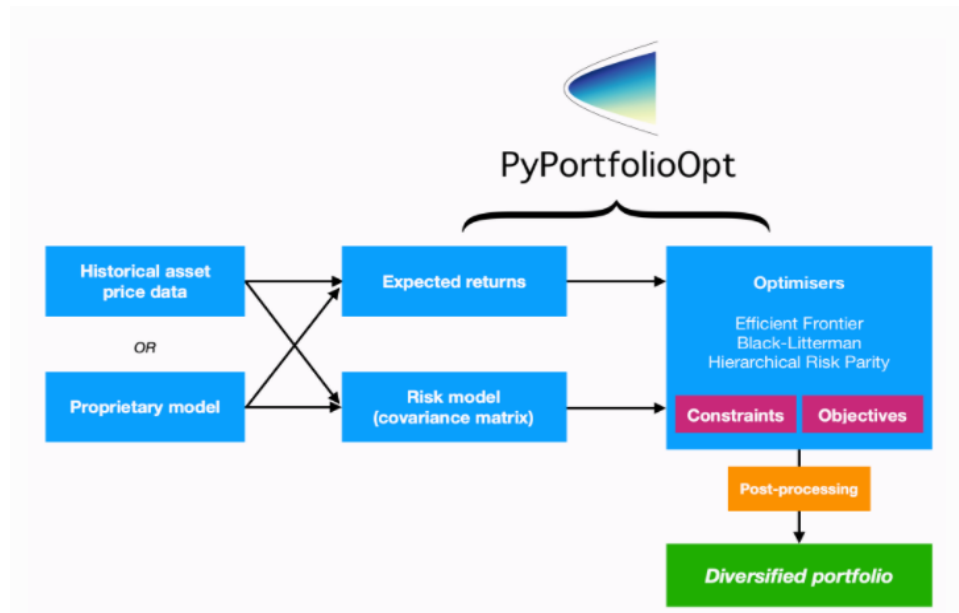 PyPortfolioOpt
Historical asset
price data
OR
Proprietary model
Expected returns
Risk model
(covariance matrix)
Optimisers
Efficient Frontier
Black-Litterman
Hierarchical Risk Parity
Constraints
Objectives
Post-processing
Diversified portfolio